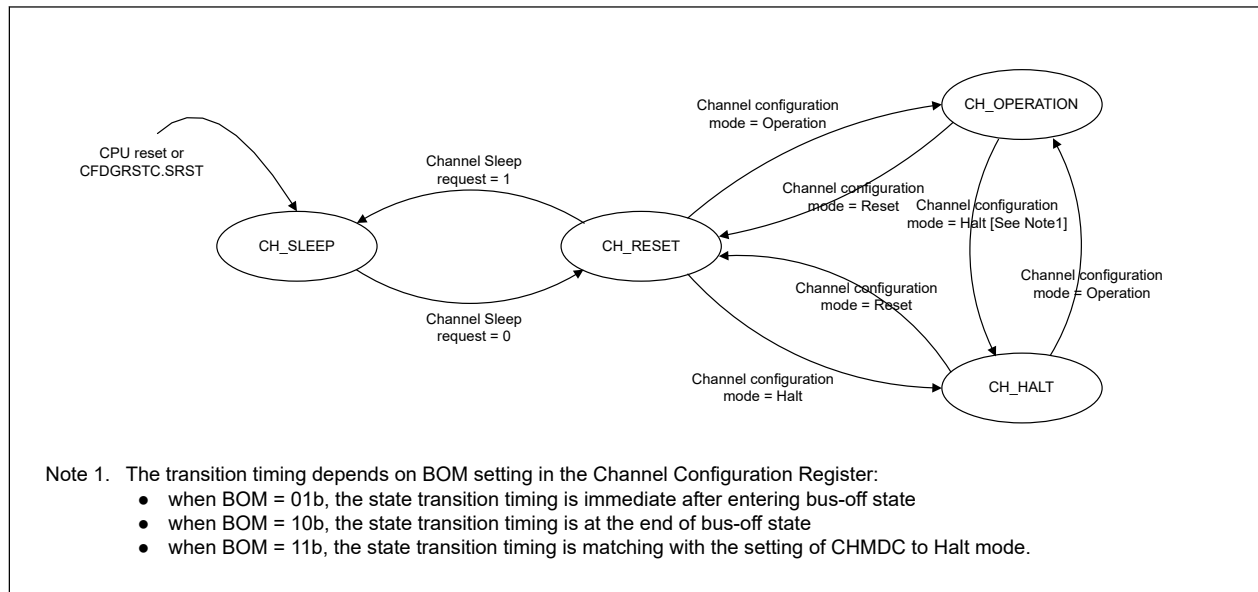 CH_OPERATION
Channel configuration
mode = Operation
CPU reset or
CFDGRSTC.SRST
Channel Sleep
request = 1
Channel configuration
mode = Reset
Channel configuration
mode = Halt [See Note1]
CH_SLEEP
CH_RESET
Channel configuration
mode = Operation
Channel configuration
mode = Reset
Channel Sleep
request = 0
Channel configuration
mode = Halt
CH_HALT
Note 1. The transition timing depends on BOM setting in the Channel Configuration Register:
● when BOM = 01b, the state transition timing is immediate after entering bus-off state
● when BOM = 10b, the state transition timing is at the end of bus-off state
● when BOM = 11b, the state transition timing is matching with the setting of CHMDC to Halt mode.